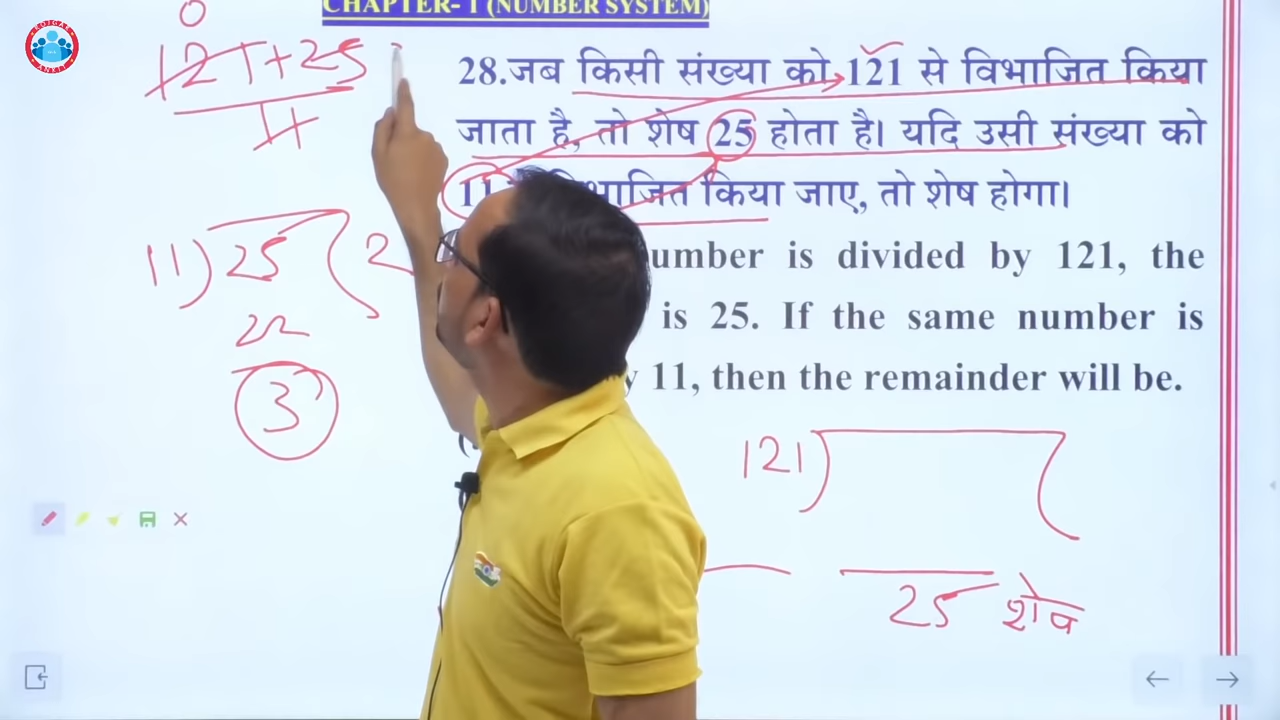 CHAPTER- 1 (NUMBER SYSTEM)
ROJGAR
ANKIT
0
121+25
11
28.जब किसी संख्या को 121 से विभाजित किया
जाता है, तो शेष 25 होता है। यदि उसी संख्या को
11 विभाजित किया जाए, तो शेष होगा।
umber is divided by 121, the
is 25. If the same number is
y 11, then the remainder will be.
11) 25 ( 2
22
3
121)
25 शेष